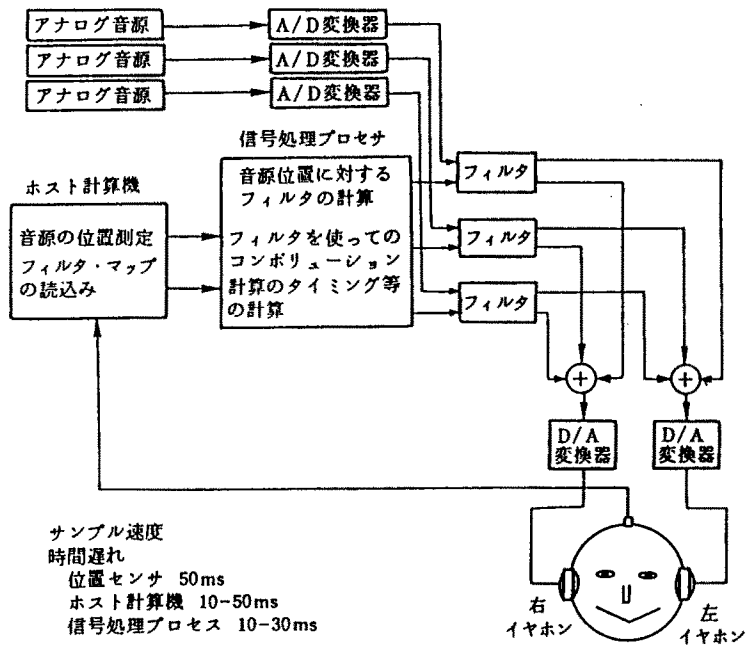 アナログ音源
A/D変換器
アナログ音源
A/D変換器
アナログ音源
A/D変換器
信号処理プロセサ
ホスト計算機
音源の位置測定
フィルタ・マップ
の読込み
音源位置に対する
フィルタの計算
フィルタを使っての
コンボリューション
計算のタイミング等
の計算
フィルタ
フィルタ
フィルタ
+
+
D/A
変換器
D/A
変換器
サンプル速度
時間遅れ
位置センサ 50ms
ホスト計算機 10-50ms
信号処理プロセス 10-30ms
右
イヤホン
左
イヤホン